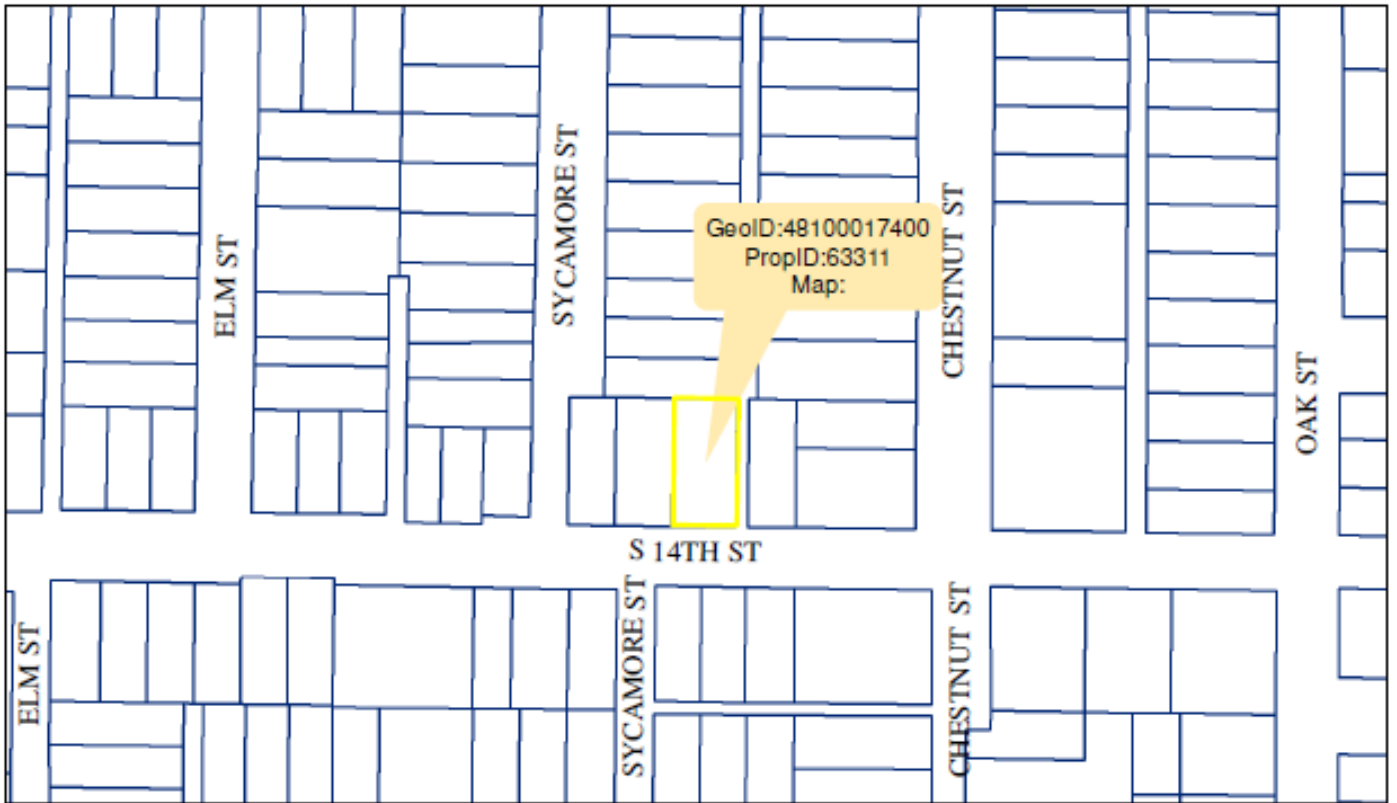 SYCAMORE ST
CHESTNUT ST
GeoID:48100017400
PropID:63311
Map:
ELM ST
OAK ST
S 14TH ST
ELM ST
SYCAMORE ST
CHESTNUT ST